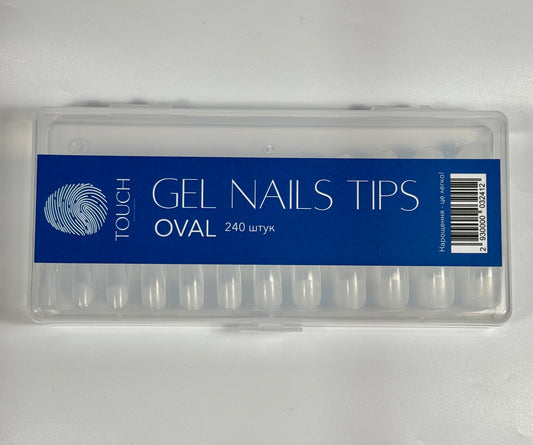 TOUCH
GEL NAILS TIPS
OVAL 240 штук
Нарощення - це легко!
2 930000 032412